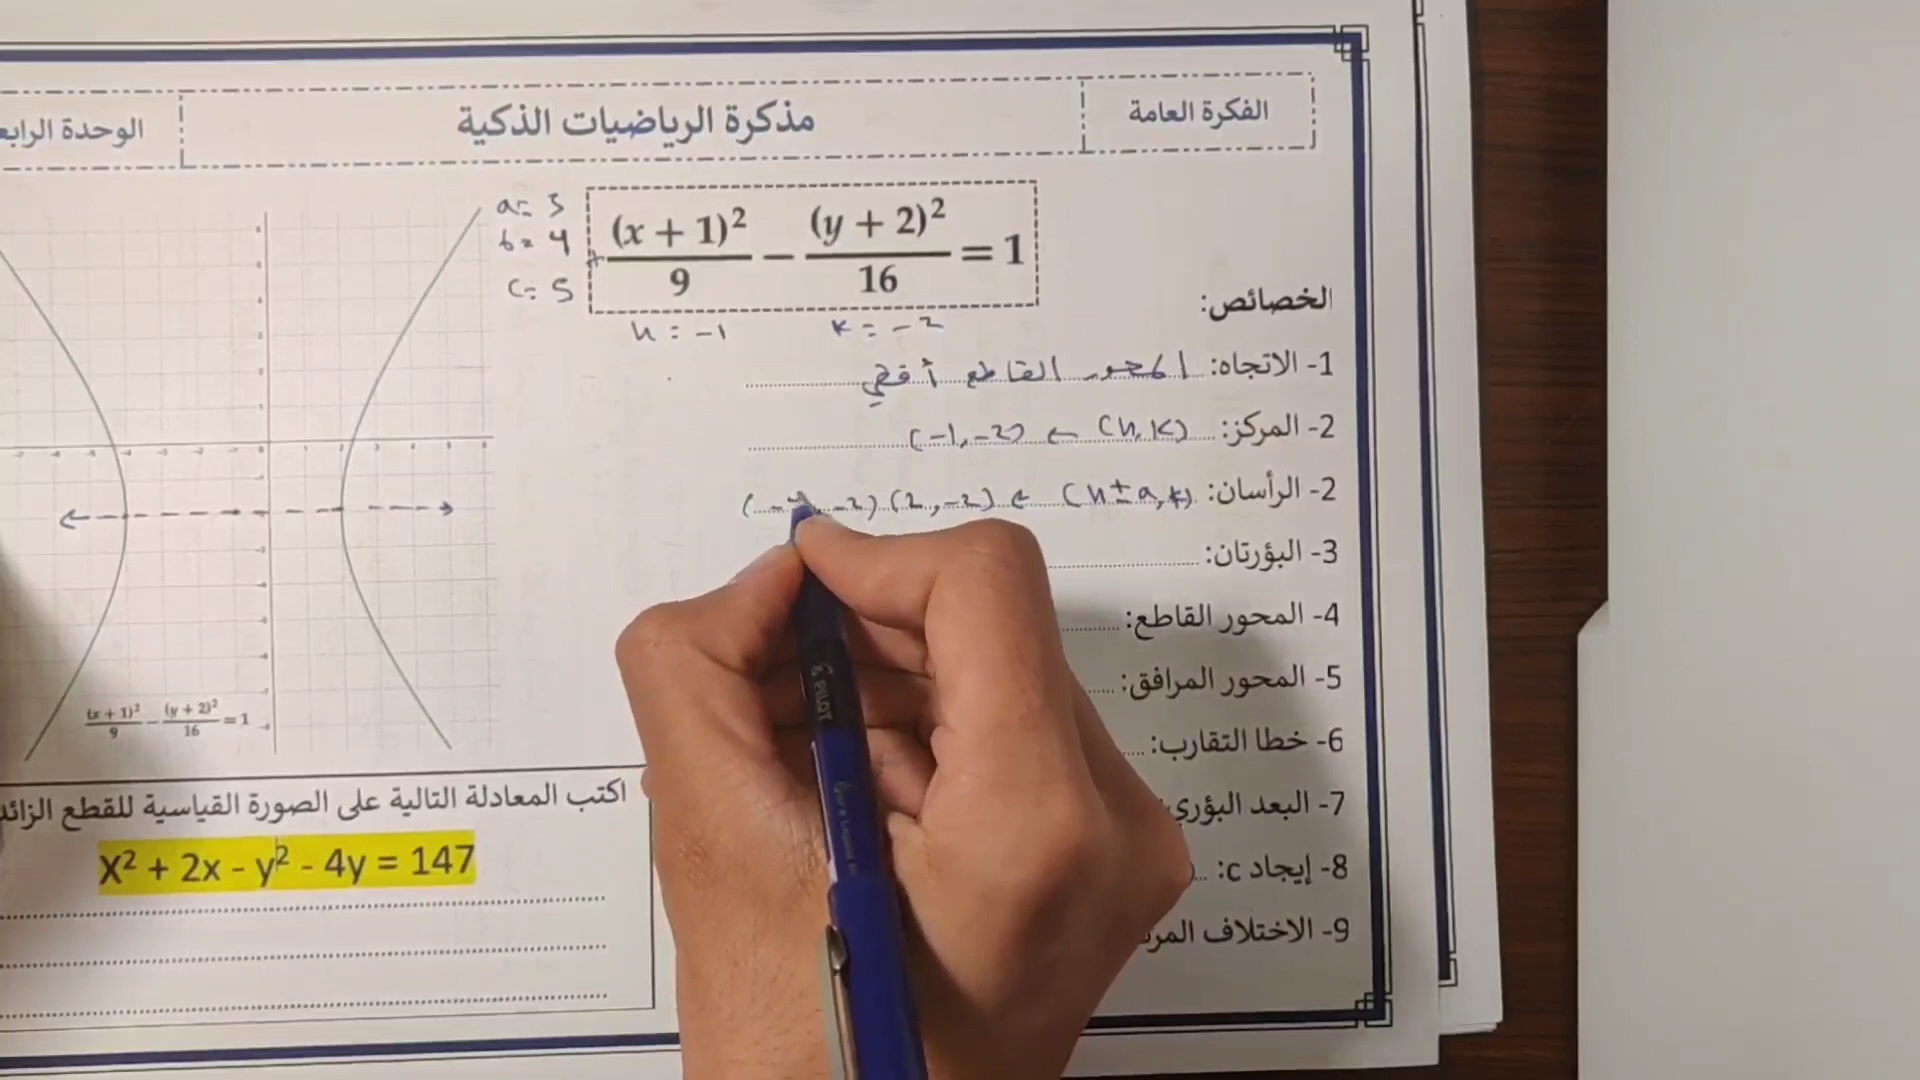 الفكرة العامة
مذكرة الرياضيات الذكية
الوحدة
a = 3
b = 4
c = 5
(x + 1)²/9 − (y + 2)²/16 = 1
h = -1
k = -2
الخصائص:
1- الاتجاه: المحور القاطع أفقي
2- المركز: (h, k) ← (-1, -2)
2- الرأسان: (h ± a, k) ← (2, -2) (-4, -2)
3- البؤرتان:
4- المحور القاطع:
5- المحور المرافق:
6- خطا التقارب:
7- البعد البؤري:
8- إيجاد c:
9- الاختلاف
(x + 1)²/9 − (y + 2)²/16 = 1
اكتب المعادلة التالية على الصورة القياسية للقطع
X² + 2x - y² - 4y = 147
PILOT